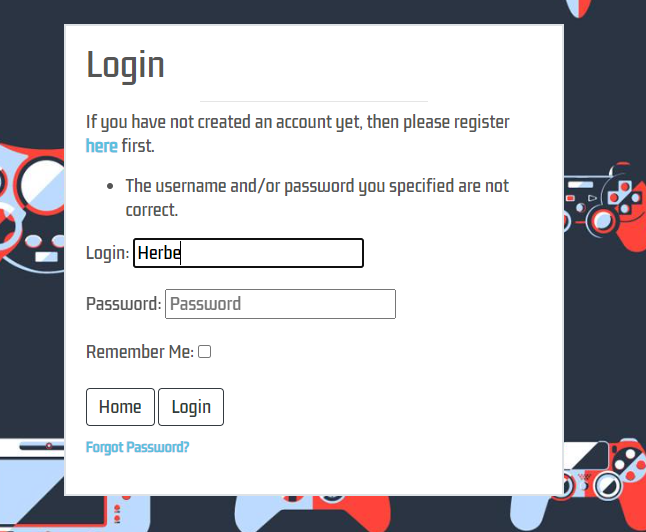 Login
If you have not created an account yet, then please register
here first.
• The username and/or password you specified are not
correct.
Login: Herbe
Password: Password
Remember Me:
Home Login
Forgot Password?